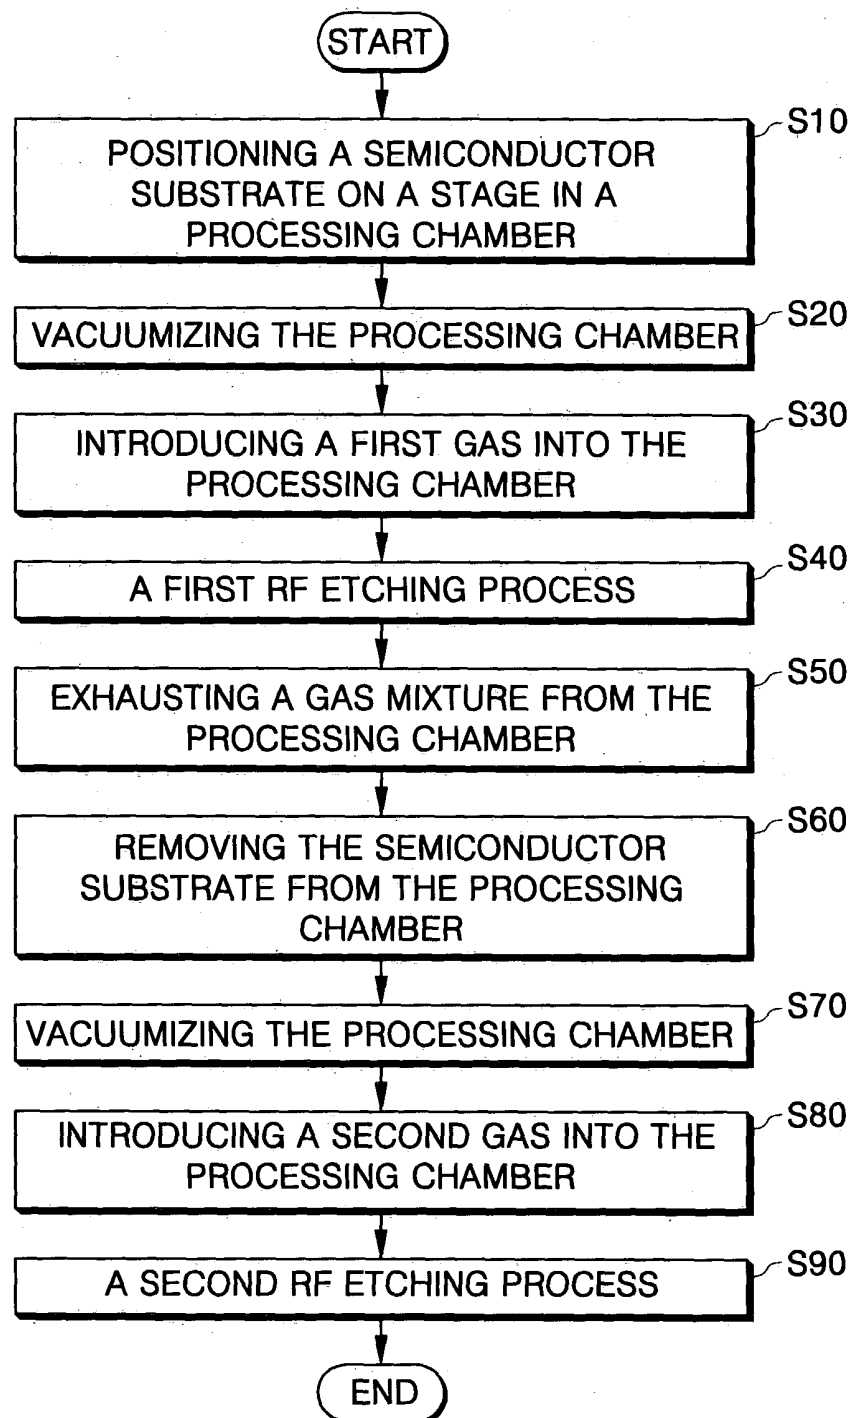 START
S10
POSITIONING A SEMICONDUCTOR
SUBSTRATE ON A STAGE IN A
PROCESSING CHAMBER
S20
VACUUMIZING THE PROCESSING CHAMBER
S30
INTRODUCING A FIRST GAS INTO THE
PROCESSING CHAMBER
S40
A FIRST RF ETCHING PROCESS
S50
EXHAUSTING A GAS MIXTURE FROM THE
PROCESSING CHAMBER
S60
REMOVING THE SEMICONDUCTOR
SUBSTRATE FROM THE PROCESSING
CHAMBER
S70
VACUUMIZING THE PROCESSING CHAMBER
S80
INTRODUCING A SECOND GAS INTO THE
PROCESSING CHAMBER
S90
A SECOND RF ETCHING PROCESS
END